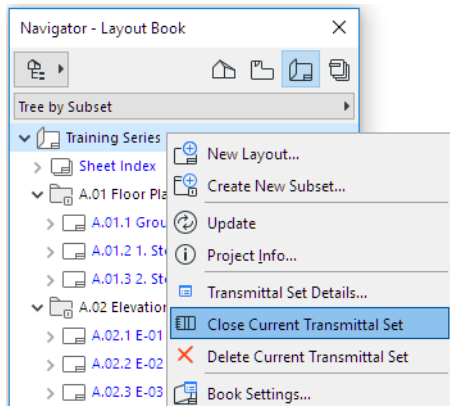 Navigator - Layout Book
Tree by Subset
Training Series
New Layout...
Sheet Index
Create New Subset...
A.01 Floor Pla
A.01.1 Grou
Update
A.01.2 1. Sto
Project Info...
A.01.3 2. Sto
Transmittal Set Details...
A.02 Elevation
Close Current Transmittal Set
A.02.1 E-01
A.02.2 E-02
Delete Current Transmittal Set
A.02.3 E-03
Book Settings...